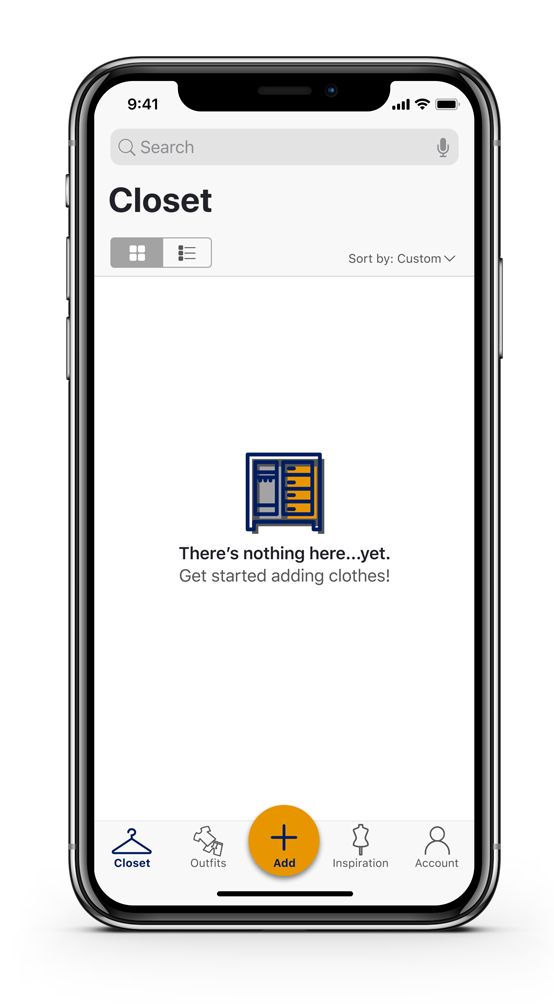 9:41
Search
Closet
Sort by: Custom
There's nothing here...yet.
Get started adding clothes!
Closet
Outfits
Add
Inspiration
Account